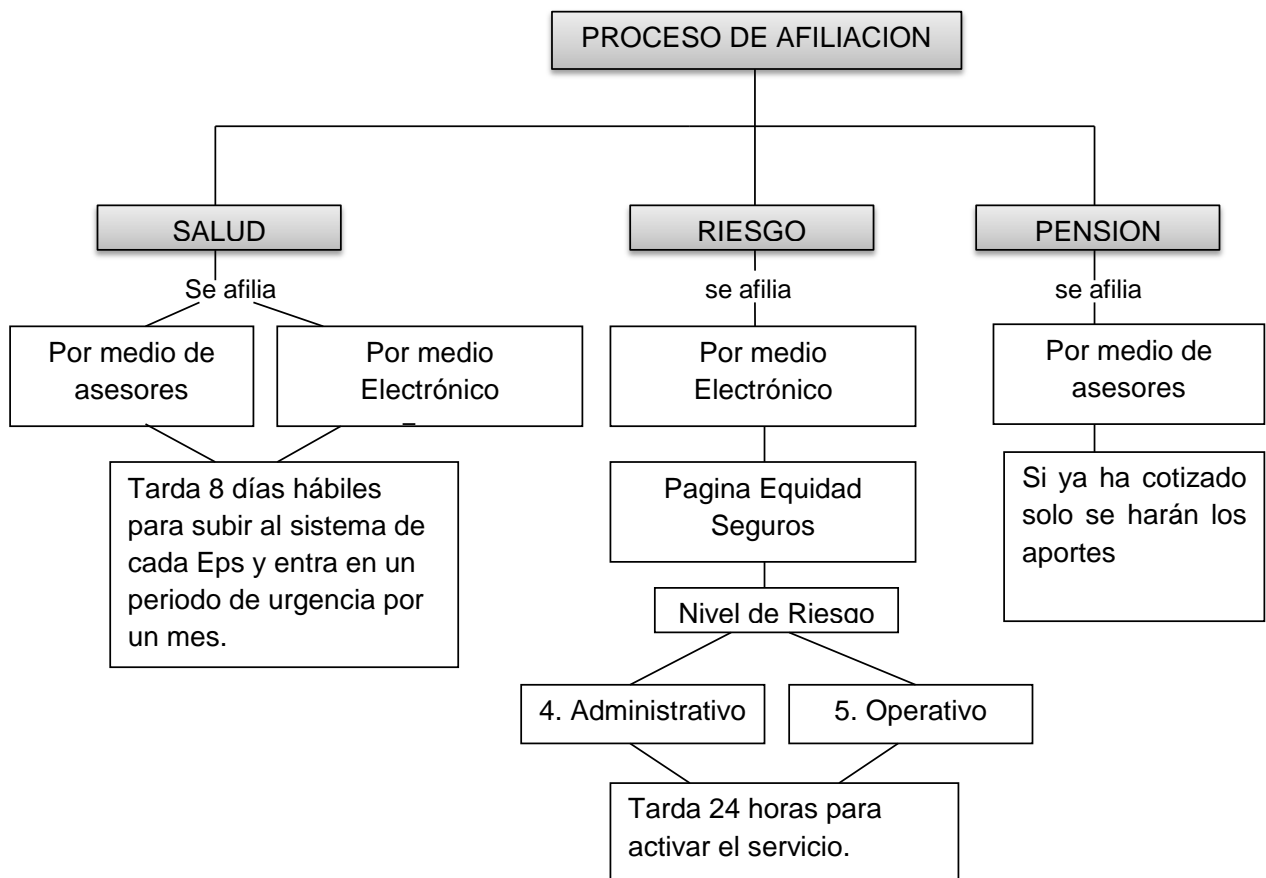 PROCESO DE AFILIACION
SALUD
RIESGO
PENSION
Se afilia
se afilia
se afilia
Por medio de
asesores
Por medio
Electrónico
Por medio
Electrónico
Por medio de
asesores
Tarda 8 días hábiles
para subir al sistema de
cada Eps y entra en un
periodo de urgencia por
un mes.
Pagina Equidad
Seguros
Si ya ha cotizado
solo se harán los
aportes
Nivel de Riesgo
4. Administrativo
5. Operativo
Tarda 24 horas para
activar el servicio.